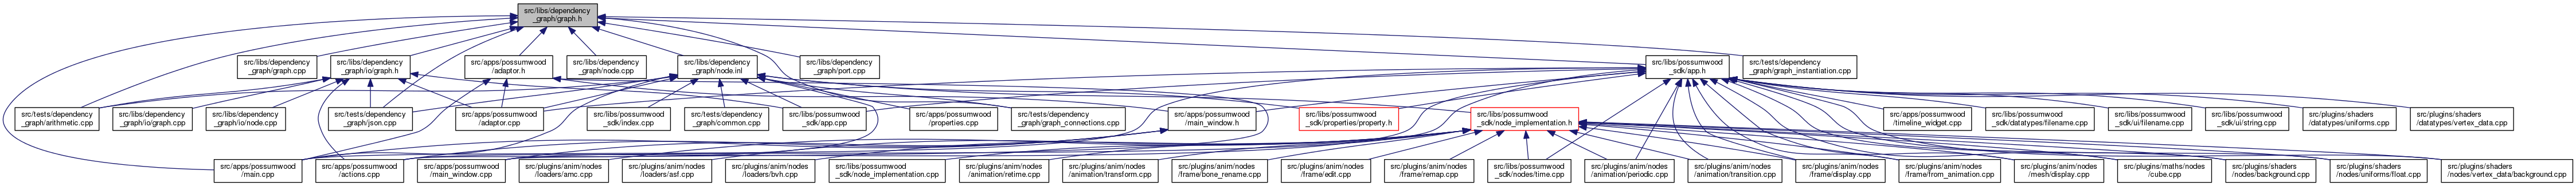 src/libs/dependency
_graph/graph.h
src/libs/dependency
_graph/graph.cpp
src/libs/dependency
_graph/io/graph.h
src/apps/possumwood
/adaptor.h
src/libs/dependency
_graph/node.cpp
src/libs/dependency
_graph/node.inl
src/libs/dependency
_graph/port.cpp
src/libs/possumwood
_sdk/app.h
src/tests/dependency
_graph/graph_instantiation.cpp
src/tests/dependency
_graph/arithmetic.cpp
src/libs/dependency
_graph/io/graph.cpp
src/libs/dependency
_graph/io/node.cpp
src/tests/dependency
_graph/json.cpp
src/apps/possumwood
/adaptor.cpp
src/libs/possumwood
_sdk/index.cpp
src/tests/dependency
_graph/common.cpp
src/libs/possumwood
_sdk/app.cpp
src/apps/possumwood
/properties.cpp
src/tests/dependency
_graph/graph_connections.cpp
src/apps/possumwood
/main_window.h
src/libs/possumwood
_sdk/properties/property.h
src/libs/possumwood
_sdk/node_implementation.h
src/apps/possumwood
/timeline_widget.cpp
src/libs/possumwood
_sdk/datatypes/filename.cpp
src/libs/possumwood
_sdk/ui/filename.cpp
src/libs/possumwood
_sdk/ui/string.cpp
src/plugins/shaders
/datatypes/uniforms.cpp
src/plugins/shaders
/datatypes/vertex_data.cpp
src/apps/possumwood
/main.cpp
src/apps/possumwood
/actions.cpp
src/apps/possumwood
/main_window.cpp
src/plugins/anim/nodes
/loaders/amc.cpp
src/plugins/anim/nodes
/loaders/asf.cpp
src/plugins/anim/nodes
/loaders/bvh.cpp
src/libs/possumwood
_sdk/node_implementation.cpp
src/plugins/anim/nodes
/animation/retime.cpp
src/plugins/anim/nodes
/animation/transform.cpp
src/plugins/anim/nodes
/frame/bone_rename.cpp
src/plugins/anim/nodes
/frame/edit.cpp
src/plugins/anim/nodes
/frame/remap.cpp
src/libs/possumwood
_sdk/nodes/time.cpp
src/plugins/anim/nodes
/animation/periodic.cpp
src/plugins/anim/nodes
/animation/transition.cpp
src/plugins/anim/nodes
/frame/display.cpp
src/plugins/anim/nodes
/frame/from_animation.cpp
src/plugins/anim/nodes
/mesh/display.cpp
src/plugins/maths/nodes
/cube.cpp
src/plugins/shaders
/nodes/background.cpp
src/plugins/shaders
/nodes/uniforms/float.cpp
src/plugins/shaders
/nodes/vertex_data/background.cpp